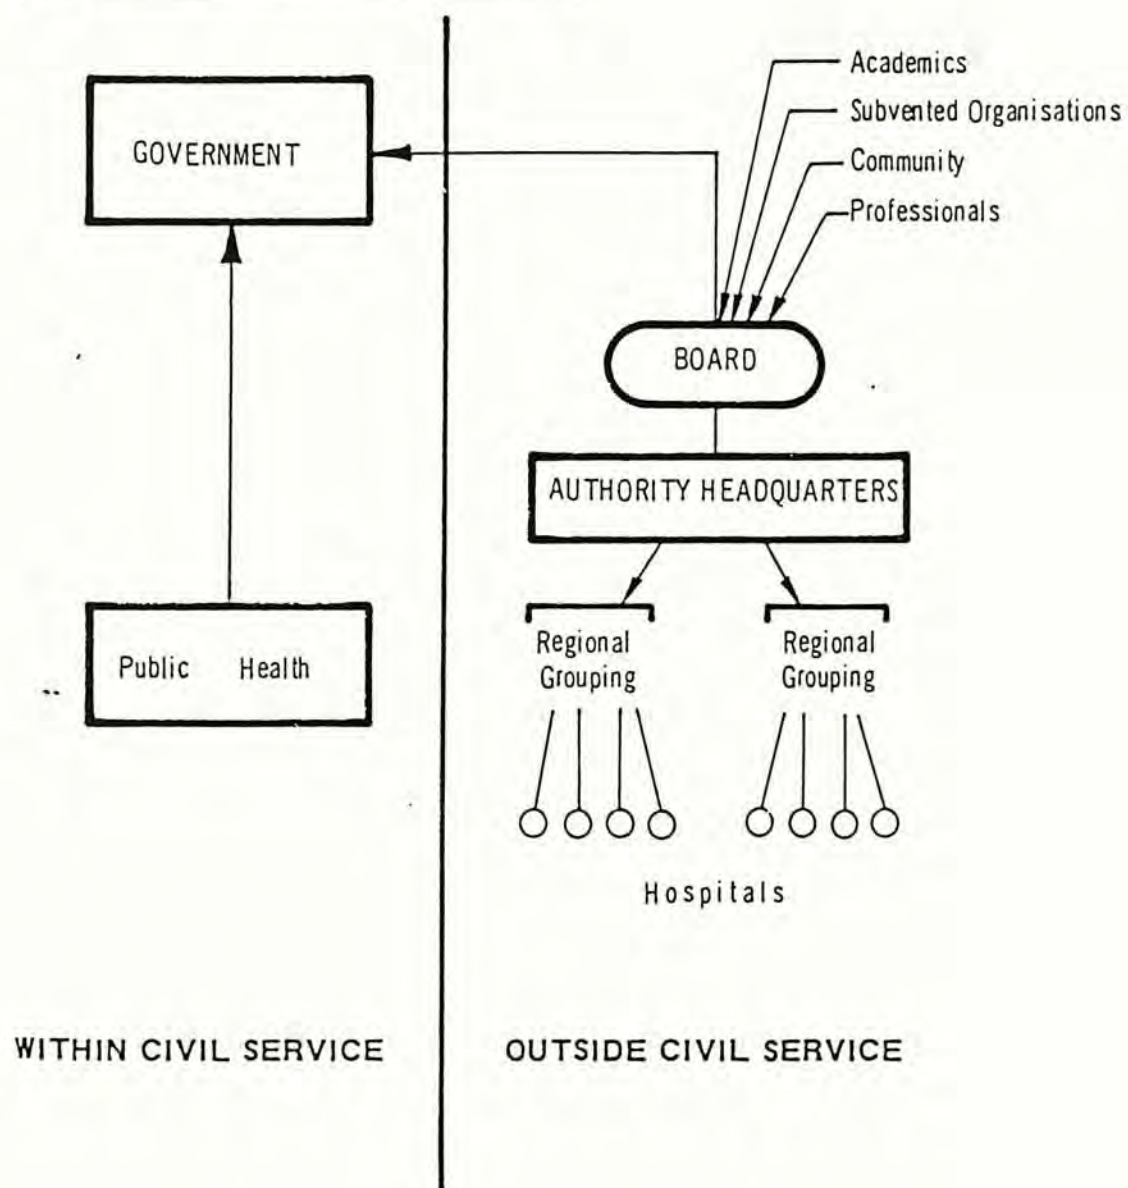 GOVERNMENT
Academics
Subvented Organisations
Community
Professionals
BOARD
AUTHORITY HEADQUARTERS
Public Health
Regional
Grouping
Regional
Grouping
Hospitals
WITHIN CIVIL SERVICE
OUTSIDE CIVIL SERVICE